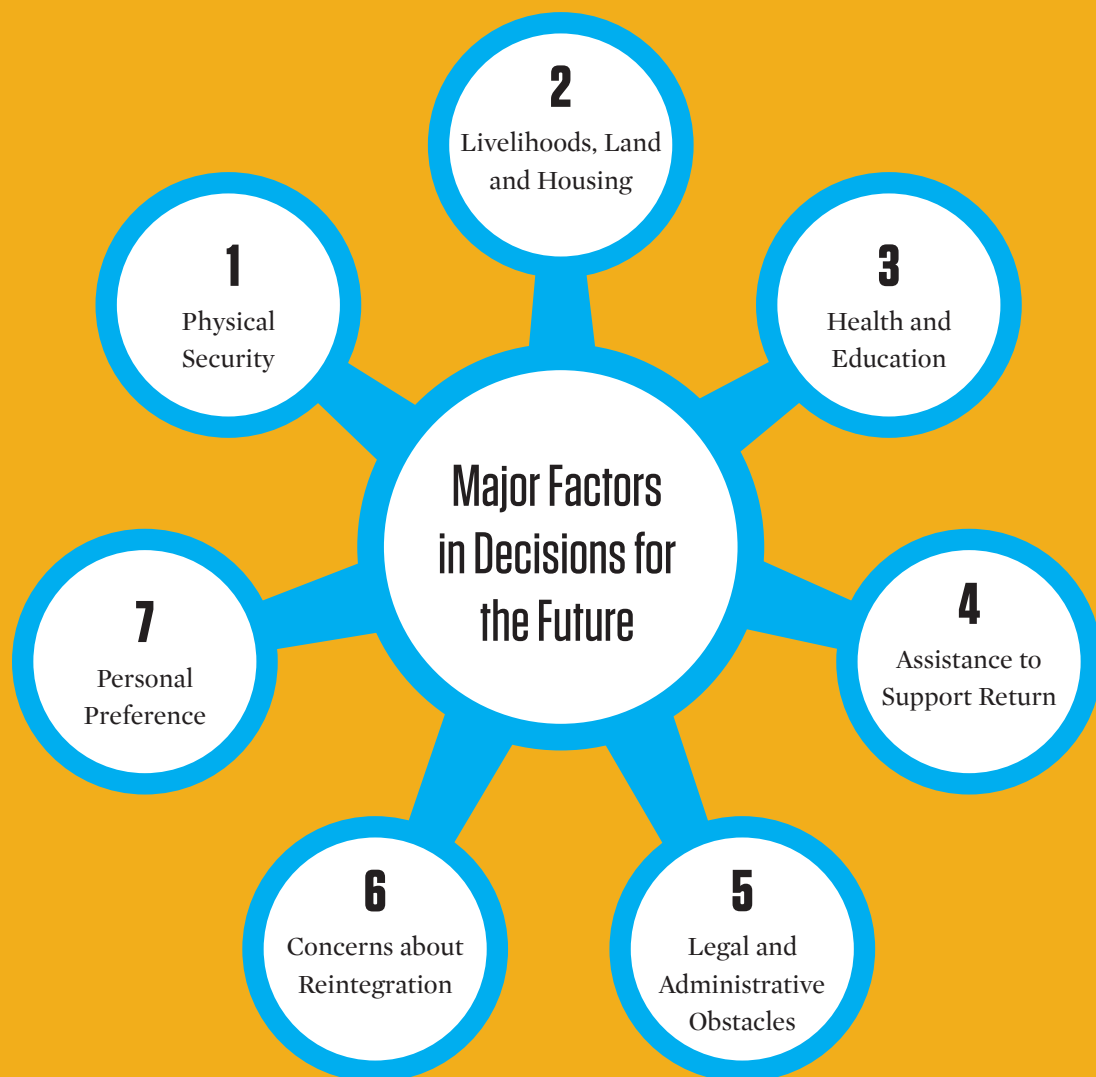 Major Factors
in Decisions for
the Future
1
Physical
Security
2
Livelihoods, Land
and Housing
3
Health and
Education
4
Assistance to
Support Return
5
Legal and
Administrative
Obstacles
6
Concerns about
Reintegration
7
Personal
Preference